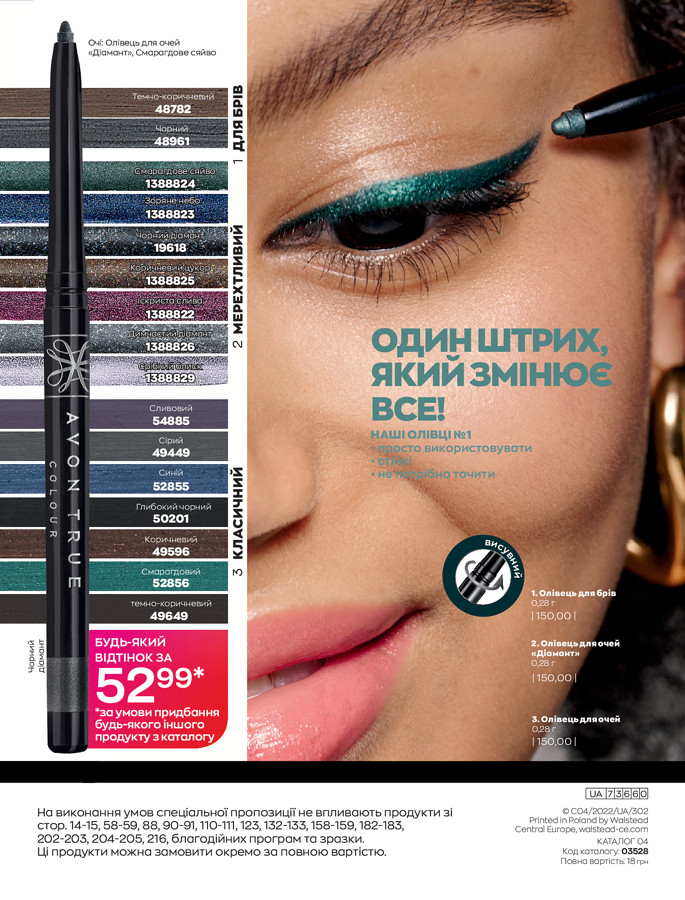 Очі: Олівець для очей
«Діамант», Смарагдове сяйво
Темно-коричневий
48782
Чорний
48961
1 ДЛЯ БРІВ
Смарагдове сяйво
1388824
Зоряне небо
1388823
Чорний діамант
19618
Коричневий цукор
1388825
Іскриста слива
1388822
Димчастий діамант
1388826
Срібний блиск
1388829
2 МЕРЕХТЛИВИЙ
Сливовий
54885
Сірий
49449
Синій
52855
Глибокий чорний
50201
Коричневий
49596
Смарагдовий
52856
темно-коричневий
49649
3 КЛАСИЧНИЙ
AVON TRUE
COLOUR
Чорний
діамант
БУДЬ-ЯКИЙ
ВІДТІНОК ЗА
52⁹⁹*
*за умови придбання
будь-якого іншого
продукту з каталогу
ОДИН ШТРИХ,
ЯКИЙ ЗМІНЮЄ
ВСЕ!
НАШІ ОЛІВЦІ №1
• просто використовувати
• стійкі
• не потрібно точити
ВИСУВНИЙ
1. Олівець для брів
0,28 г
| 150,00 |
2. Олівець для очей
«Діамант»
0,28 г
| 150,00 |
3. Олівець для очей
0,28 г
| 150,00 |
UA 7 3 6 6 0
На виконання умов спеціальної пропозиції не впливають продукти зі
стор. 14-15, 58-59, 88, 90-91, 110-111, 123, 132-133, 158-159, 182-183,
202-203, 204-205, 216, благодійних програм та зразки.
Ці продукти можна замовити окремо за повною вартістю.
© C04/2022/UA/302
Printed in Poland by Walstead
Central Europe, walstead-ce.com
КАТАЛОГ 04
Код каталогу: 03528
Повна вартість: 18 грн